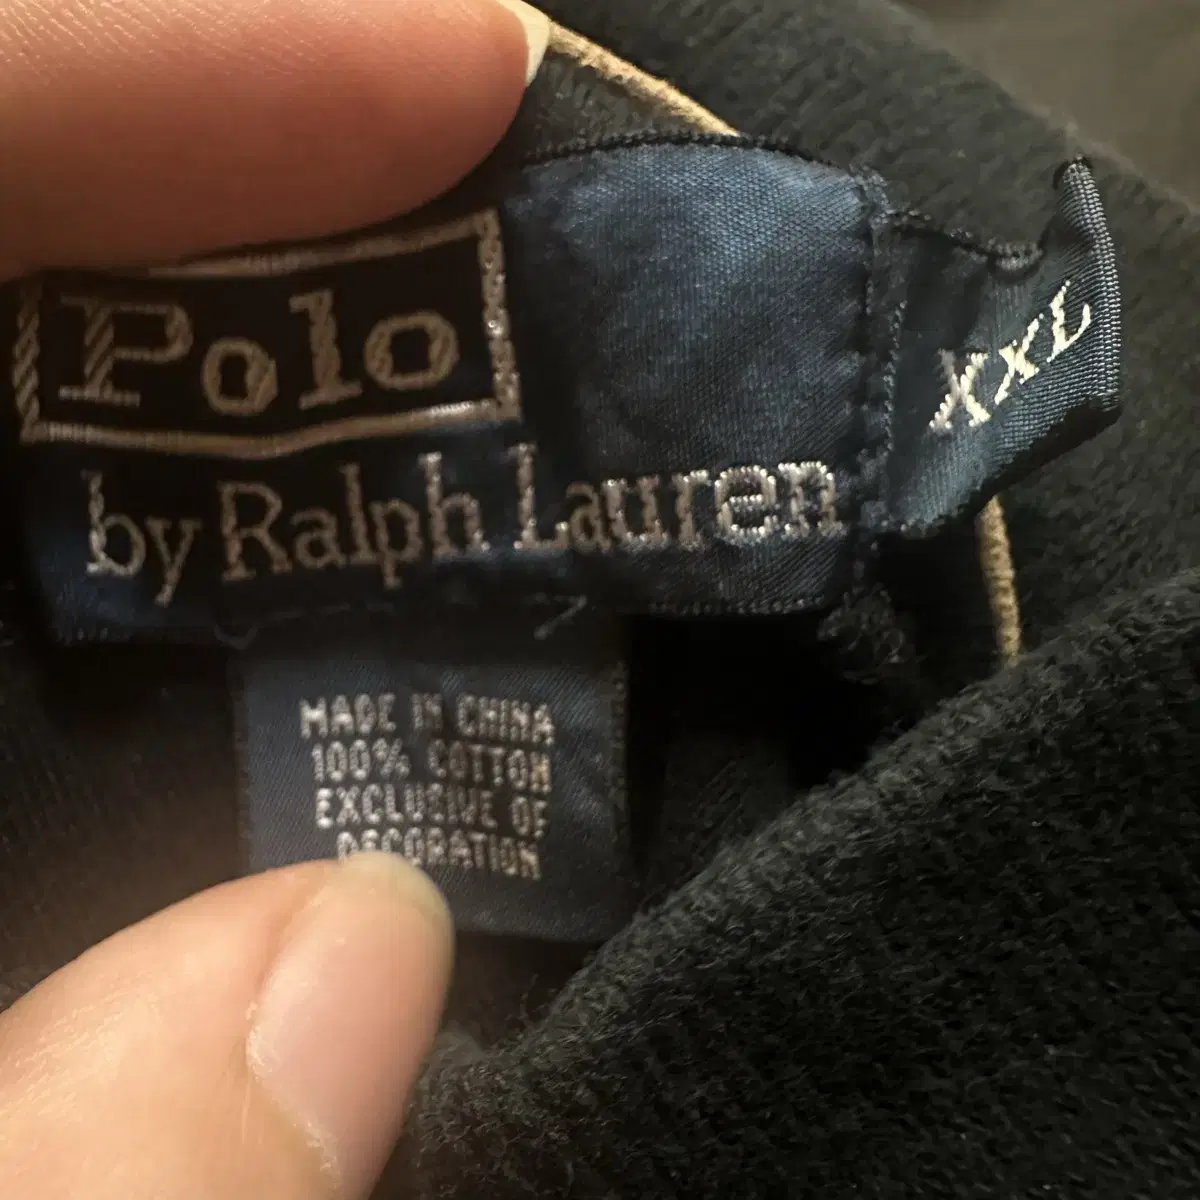 Polo
by Ralph Lauren
XXL
MADE IN CHINA
100% COTTON
EXCLUSIVE OF
DECORATION